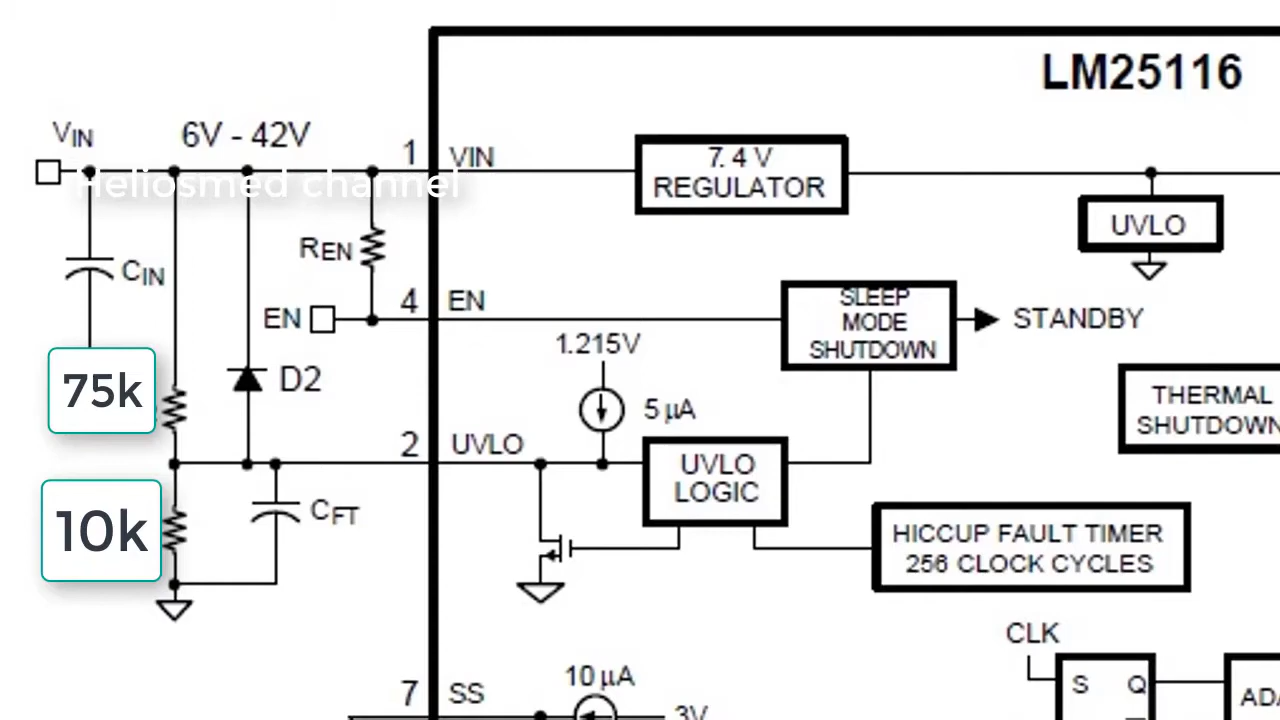 LM25116
VIN
6V - 42V
1
VIN
7.4 V
REGULATOR
Heliosmed channel
UVLO
REN
CIN
EN
4
EN
SLEEP
MODE
SHUTDOWN
STANDBY
1.215V
75k
D2
5 µA
THERMAL
SHUTDOWN
2
UVLO
UVLO
LOGIC
10k
CFT
HICCUP FAULT TIMER
256 CLOCK CYCLES
CLK
7
SS
10 µA
3V
S
Q